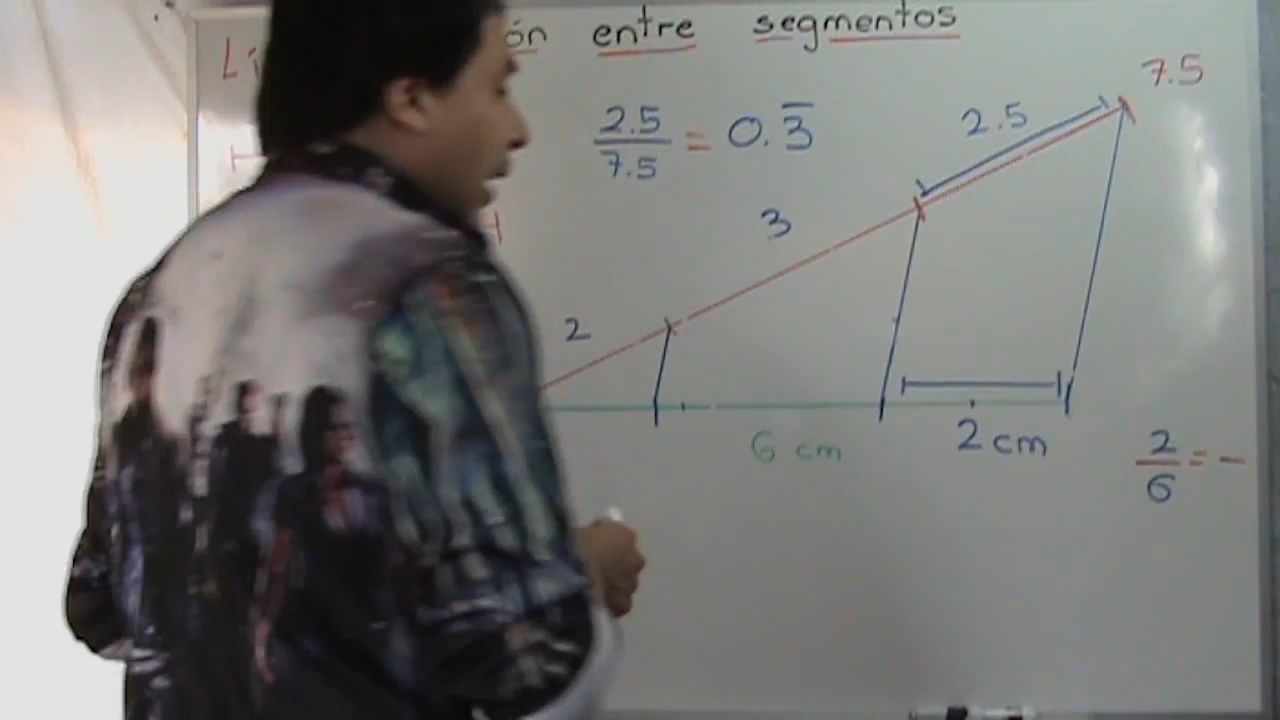 entre segmentos
7.5
2.5/7.5 = 0.3̅
2.5
3
2
6 cm
2 cm
2/6 = -